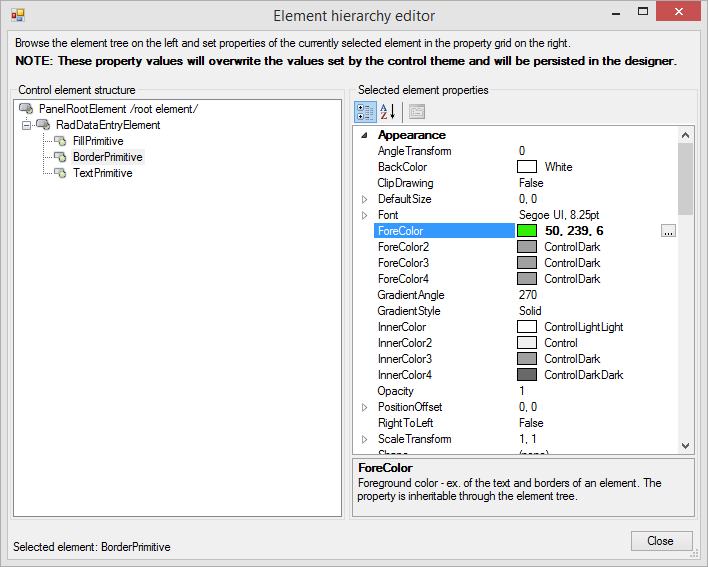 Element hierarchy editor
Browse the element tree on the left and set properties of the currently selected element in the property grid on the right.
NOTE: These property values will overwrite the values set by the control theme and will be persisted in the designer.
Control element structure
PanelRootElement /root element/
RadDataEntryElement
FillPrimitive
BorderPrimitive
TextPrimitive
Selected element properties
Appearance
AngleTransform 0
BackColor White
ClipDrawing False
DefaultSize 0, 0
Font Segoe UI, 8.25pt
ForeColor 50, 239, 6 ...
ForeColor2 ControlDark
ForeColor3 ControlDark
ForeColor4 ControlDark
GradientAngle 270
GradientStyle Solid
InnerColor ControlLightLight
InnerColor2 Control
InnerColor3 ControlDark
InnerColor4 ControlDarkDark
Opacity 1
PositionOffset 0, 0
RightToLeft False
ScaleTransform 1, 1
Shape (none)
ForeColor
Foreground color - ex. of the text and borders of an element. The
property is inheritable through the element tree.
Selected element: BorderPrimitive
Close